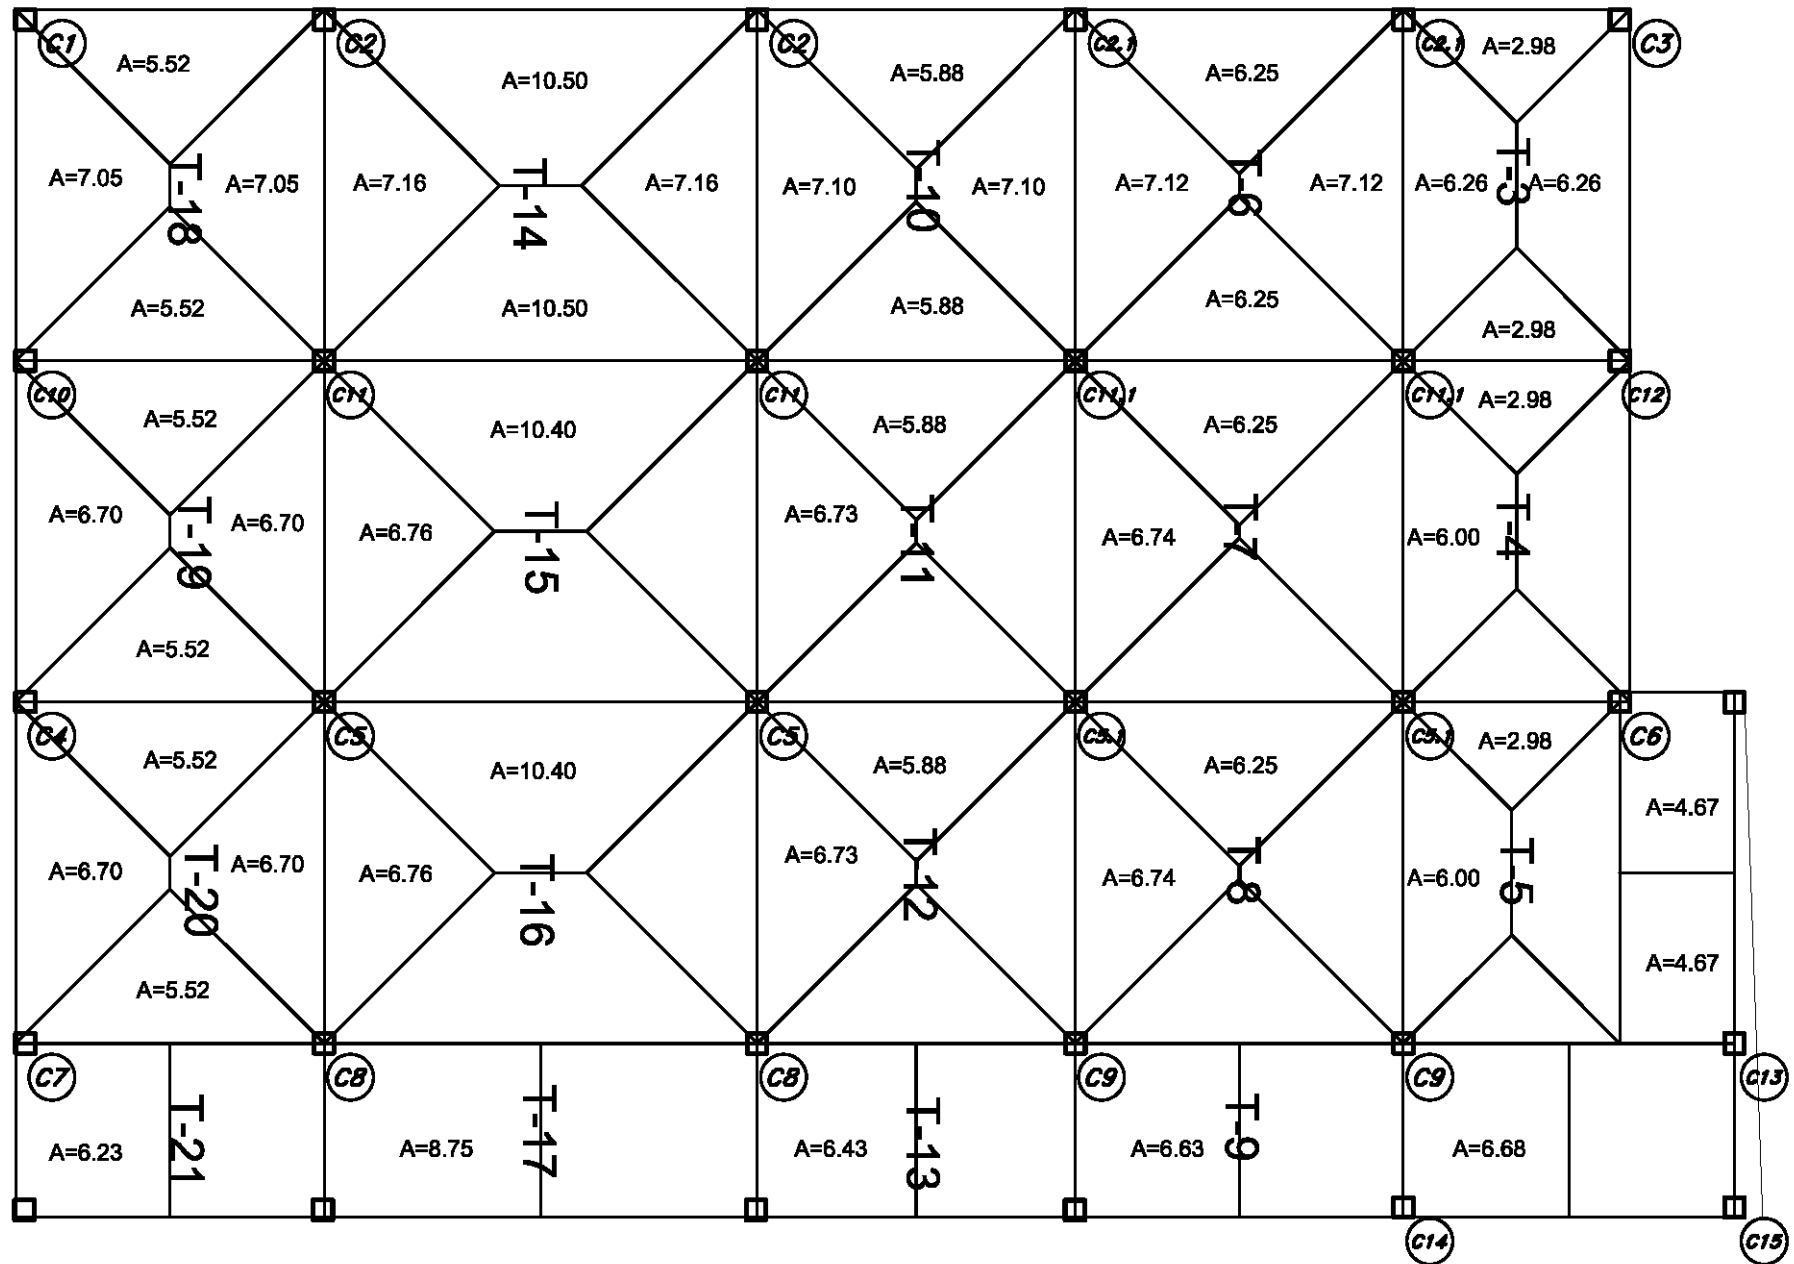 C1
A=5.52
C2
A=10.50
C2
A=5.88
C2.1
A=6.25
C2.1
A=2.98
C3
A=7.05
T-18
A=7.05
A=7.16
T-14
A=7.16
A=7.10
T-10
A=7.10
A=7.12
T-6
A=7.12
A=6.26
T-3
A=6.26
A=5.52
A=10.50
A=5.88
A=6.25
A=2.98
C10
A=5.52
C11
A=10.40
C11
A=5.88
C11.1
A=6.25
C11.1
A=2.98
C12
A=6.70
T-19
A=6.70
A=6.76
T-15
A=6.73
T-11
A=6.74
T-7
A=6.00
T-4
A=5.52
C4
A=5.52
C5
A=10.40
C5
A=5.88
C5.1
A=6.25
C5.1
A=2.98
C6
A=4.67
A=6.70
T-20
A=6.70
A=6.76
T-16
A=6.73
T-12
A=6.74
T-8
A=6.00
T-5
A=4.67
A=5.52
C7
C8
C8
C9
C9
C13
A=6.23
T-21
A=8.75
T-17
A=6.43
T-13
A=6.63
T-9
A=6.68
C14
C15